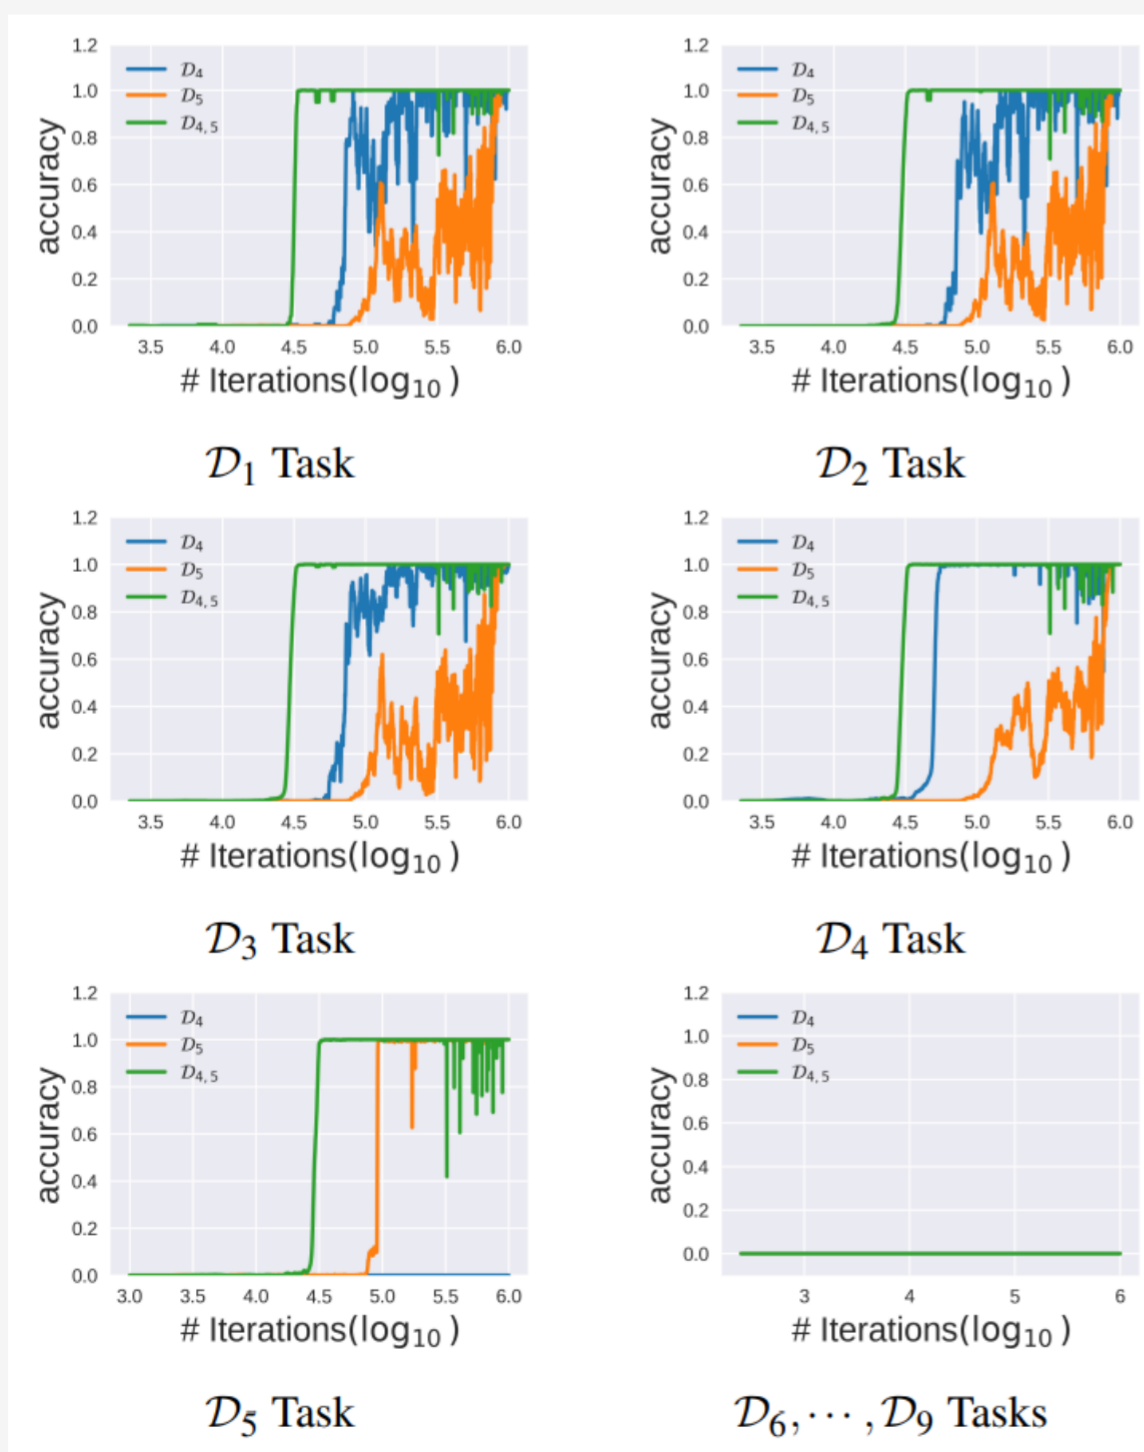 1.2 1.2
D₄ D₄
1.0 D₅ 1.0 D₅
D₄,₅ D₄,₅
0.8 0.8
accuracy accuracy
0.6 0.6
0.4 0.4
0.2 0.2
0.0 0.0
3.5 4.0 4.5 5.0 5.5 6.0 3.5 4.0 4.5 5.0 5.5 6.0
# Iterations(log₁₀ ) # Iterations(log₁₀ )
D₁ Task D₂ Task
1.2 1.2
D₄ D₄
1.0 D₅ 1.0 D₅
D₄,₅ D₄,₅
0.8 0.8
accuracy accuracy
0.6 0.6
0.4 0.4
0.2 0.2
0.0 0.0
3.5 4.0 4.5 5.0 5.5 6.0 3.5 4.0 4.5 5.0 5.5 6.0
# Iterations(log₁₀ ) # Iterations(log₁₀ )
D₃ Task D₄ Task
1.2 1.2
D₄ D₄
1.0 D₅ 1.0 D₅
D₄,₅ D₄,₅
0.8 0.8
accuracy accuracy
0.6 0.6
0.4 0.4
0.2 0.2
0.0 0.0
3.0 3.5 4.0 4.5 5.0 5.5 6.0 3 4 5 6
# Iterations(log₁₀ ) # Iterations(log₁₀ )
D₅ Task D₆, ⋯ , D₉ Tasks